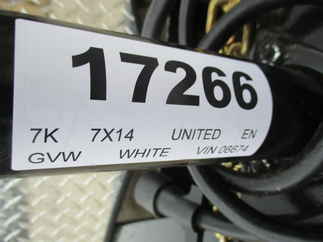 17266
7K 7X14 UNITED EN
GVW WHITE VIN 06674